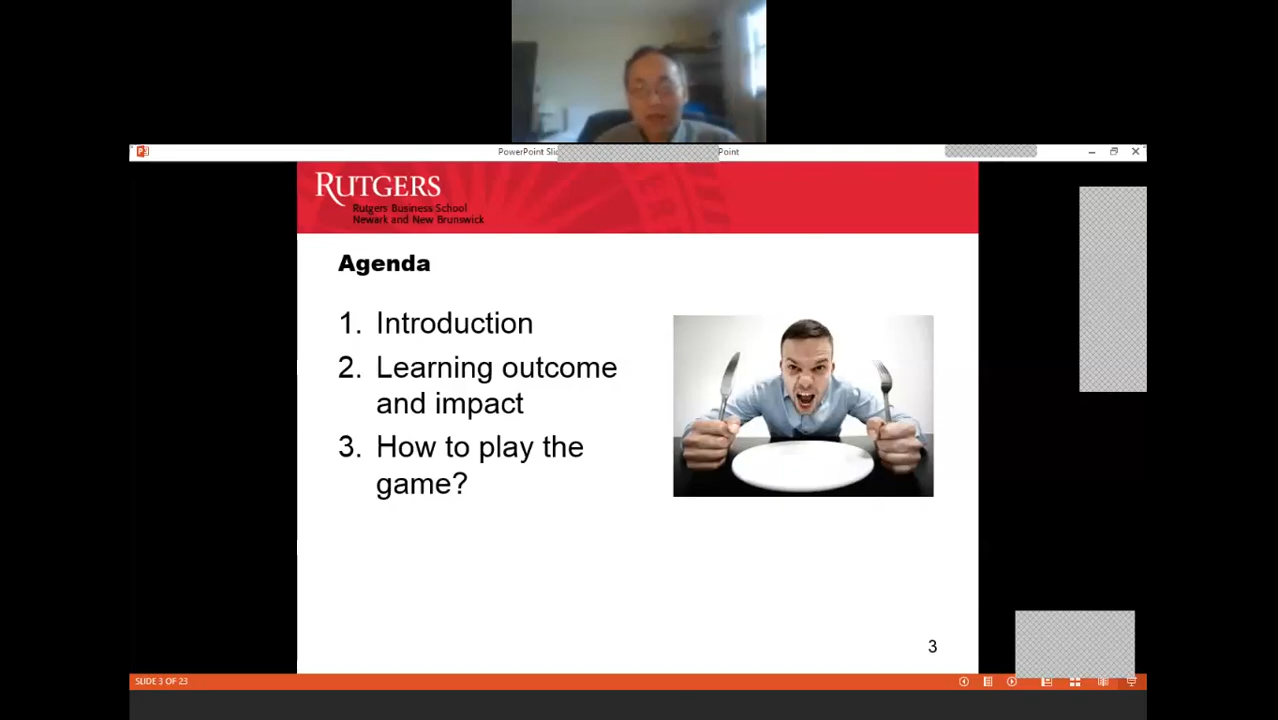 PowerPoint Point
RUTGERS
Rutgers Business School
Newark and New Brunswick
Agenda
1. Introduction
2. Learning outcome
and impact
3. How to play the
game?
3
SLIDE 3 OF 23